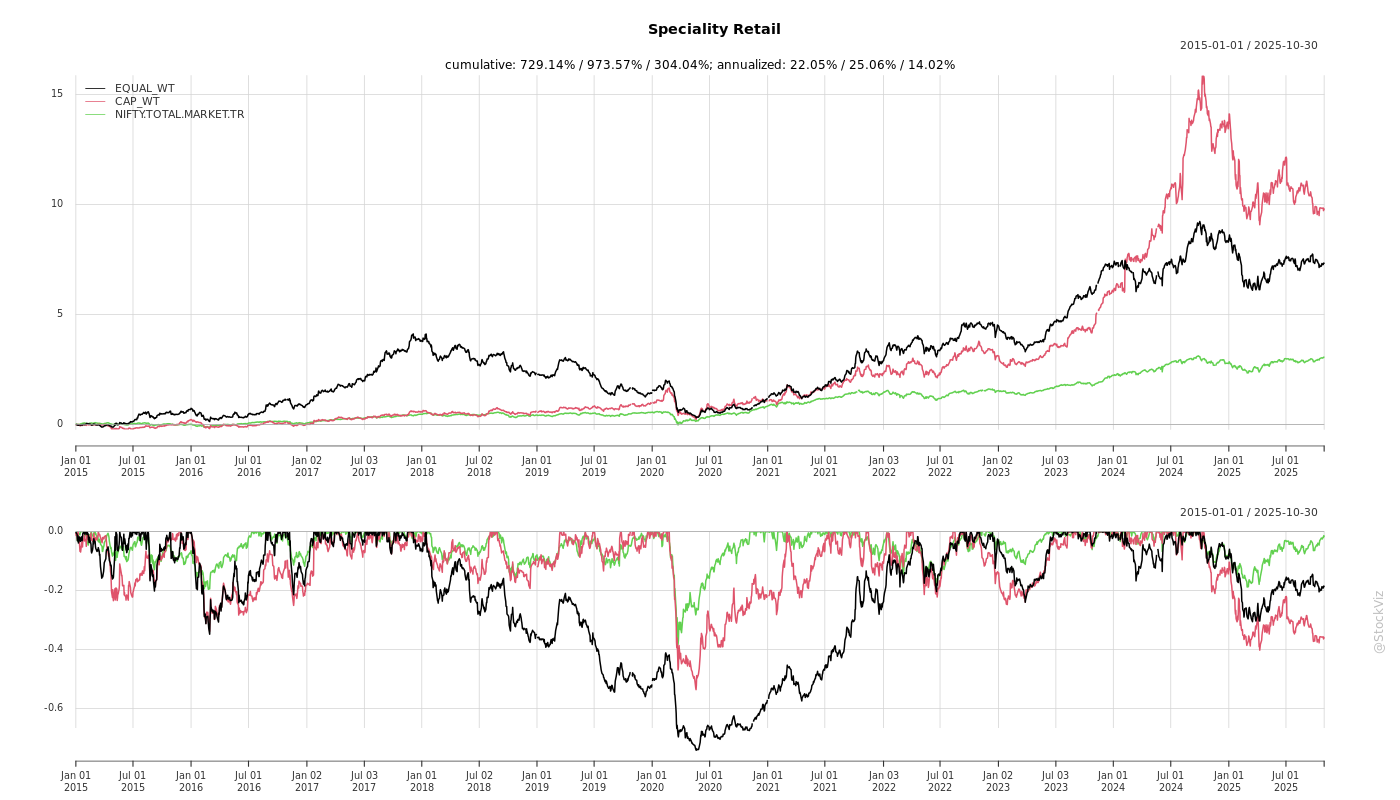 Speciality Retail
2015-01-01 / 2025-10-30
cumulative: 729.14% / 973.57% / 304.04%; annualized: 22.05% / 25.06% / 14.02%
EQUAL_WT
CAP_WT
NIFTY.TOTAL.MARKET.TR
15
10
5
0
Jan 01 Jul 01 Jan 01 Jul 01 Jan 02 Jul 03 Jan 01 Jul 02 Jan 01 Jul 01 Jan 01 Jul 01 Jan 01 Jul 01 Jan 03 Jul 01 Jan 02 Jul 03 Jan 01 Jul 01 Jan 01 Jul 01
2015 2015 2016 2016 2017 2017 2018 2018 2019 2019 2020 2020 2021 2021 2022 2022 2023 2023 2024 2024 2025 2025
2015-01-01 / 2025-10-30
0.0
-0.2
-0.4
-0.6
Jan 01 Jul 01 Jan 01 Jul 01 Jan 02 Jul 03 Jan 01 Jul 02 Jan 01 Jul 01 Jan 01 Jul 01 Jan 01 Jul 01 Jan 03 Jul 01 Jan 02 Jul 03 Jan 01 Jul 01 Jan 01 Jul 01
2015 2015 2016 2016 2017 2017 2018 2018 2019 2019 2020 2020 2021 2021 2022 2022 2023 2023 2024 2024 2025 2025
@StockViz